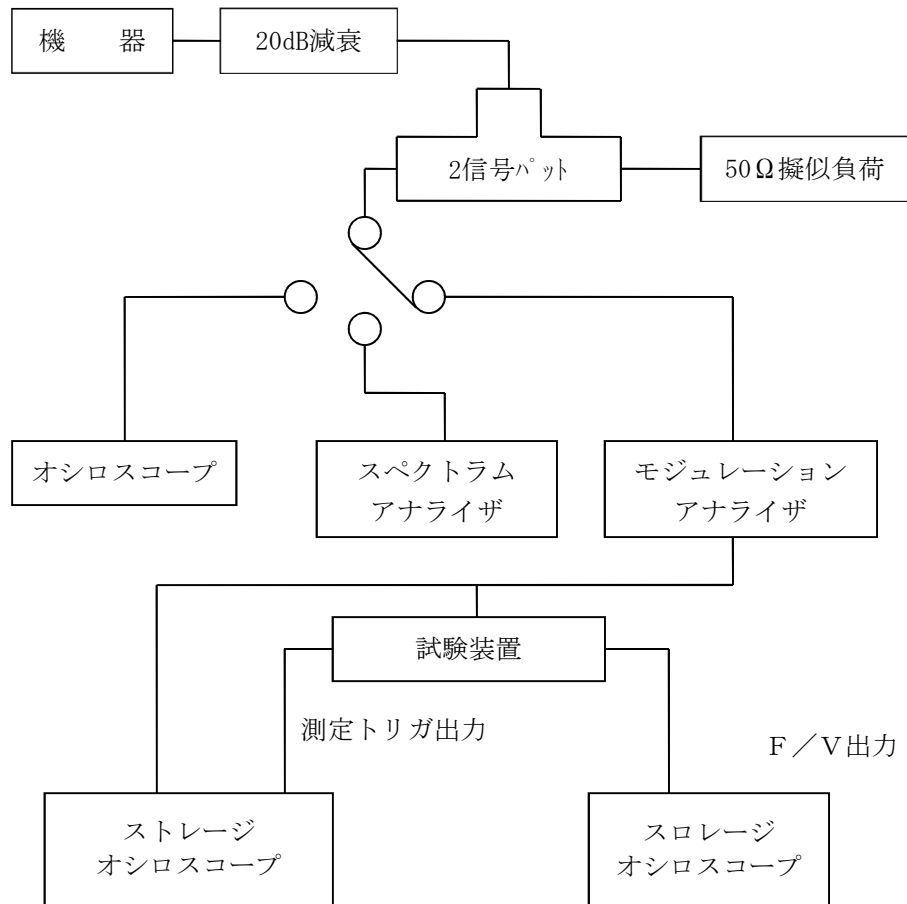 機　　器
20dB減衰
2信号ﾊﾟｯﾄ
50Ω擬似負荷
オシロスコープ
スペクトラム
アナライザ
モジュレーション
アナライザ
試験装置
測定トリガ出力
Ｆ／Ｖ出力
ストレージ
オシロスコープ
スロレージ
オシロスコープ